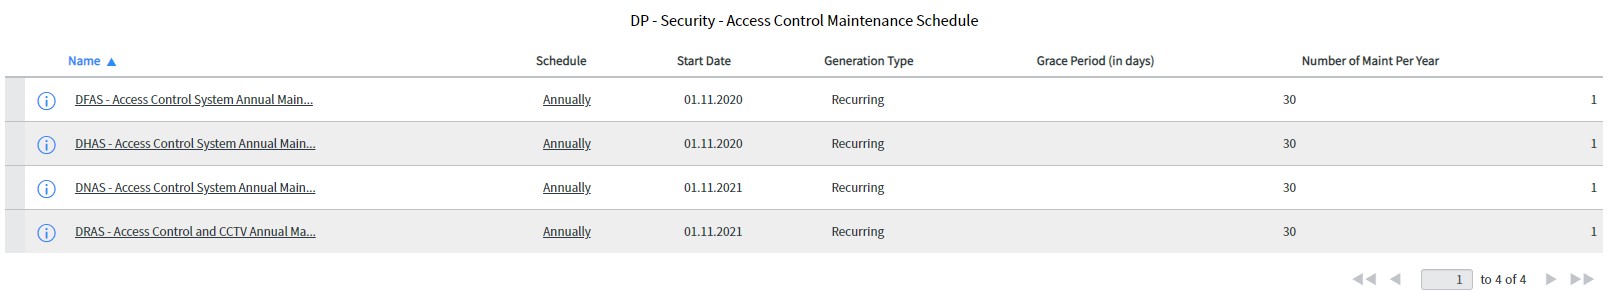 DP - Security - Access Control Maintenance Schedule
Name ▲ Schedule Start Date Generation Type Grace Period (in days) Number of Maint Per Year
DFAS - Access Control System Annual Main... Annually 01.11.2020 Recurring 30 1
DHAS - Access Control System Annual Main... Annually 01.11.2020 Recurring 30 1
DNAS - Access Control System Annual Main... Annually 01.11.2021 Recurring 30 1
DRAS - Access Control and CCTV Annual Ma... Annually 01.11.2021 Recurring 30 1
1 to 4 of 4